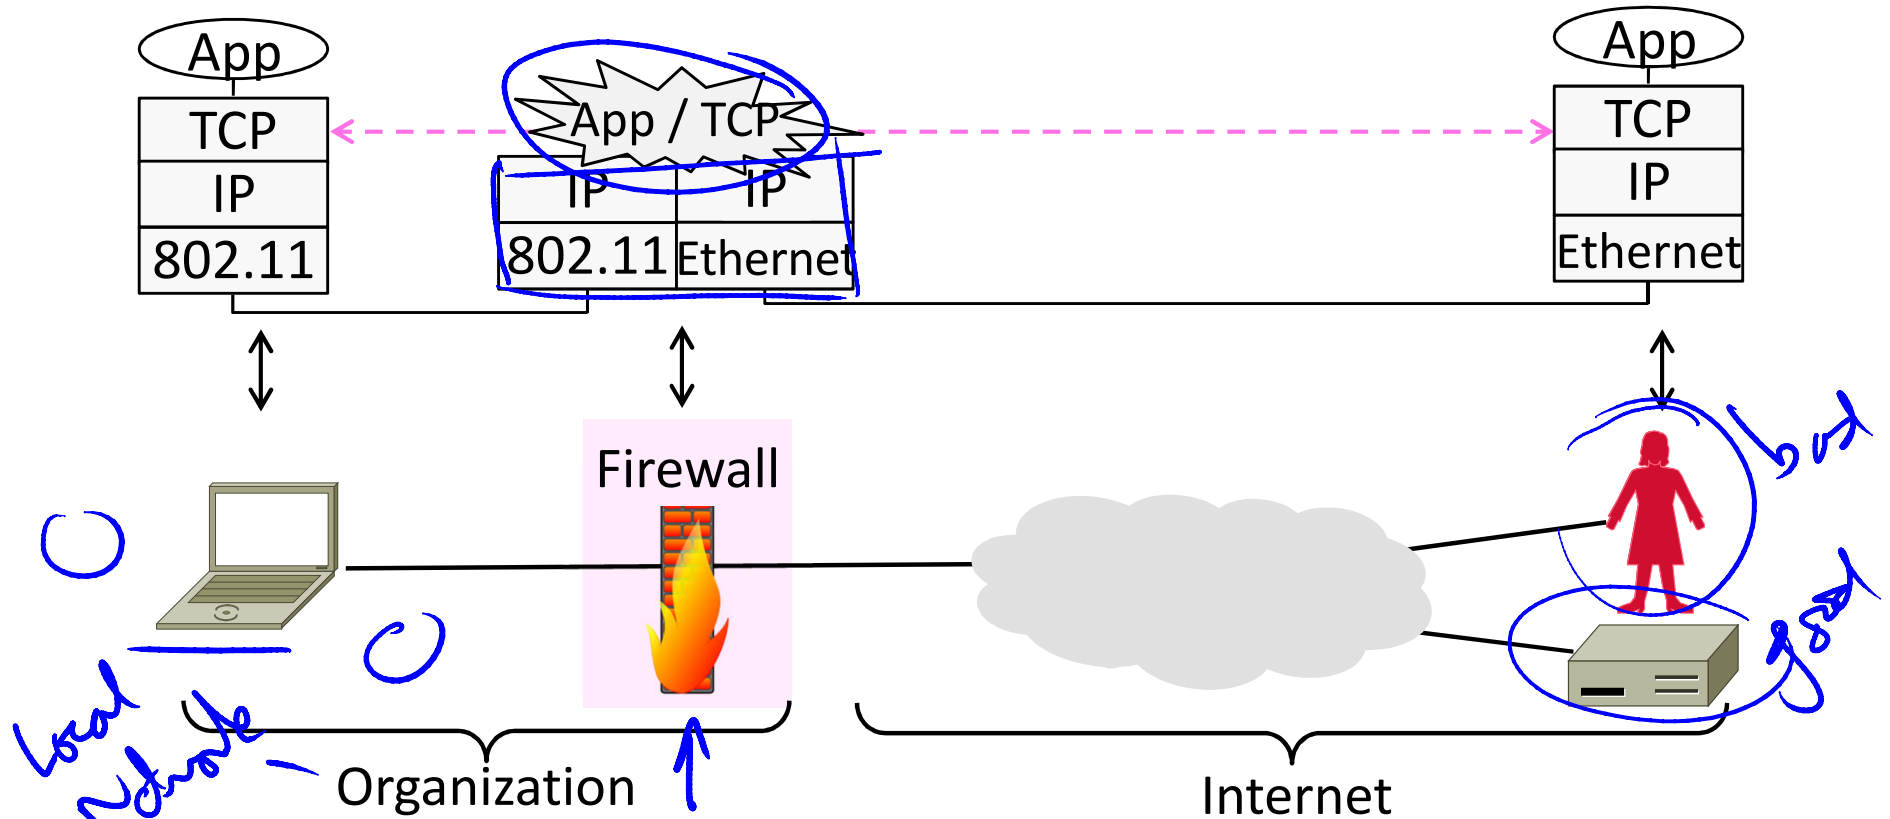 App
App
TCP
App / TCP
TCP
IP
IP
IP
IP
802.11
802.11
Ethernet
Ethernet
Firewall
bad
good
Local
Network
Organization
Internet